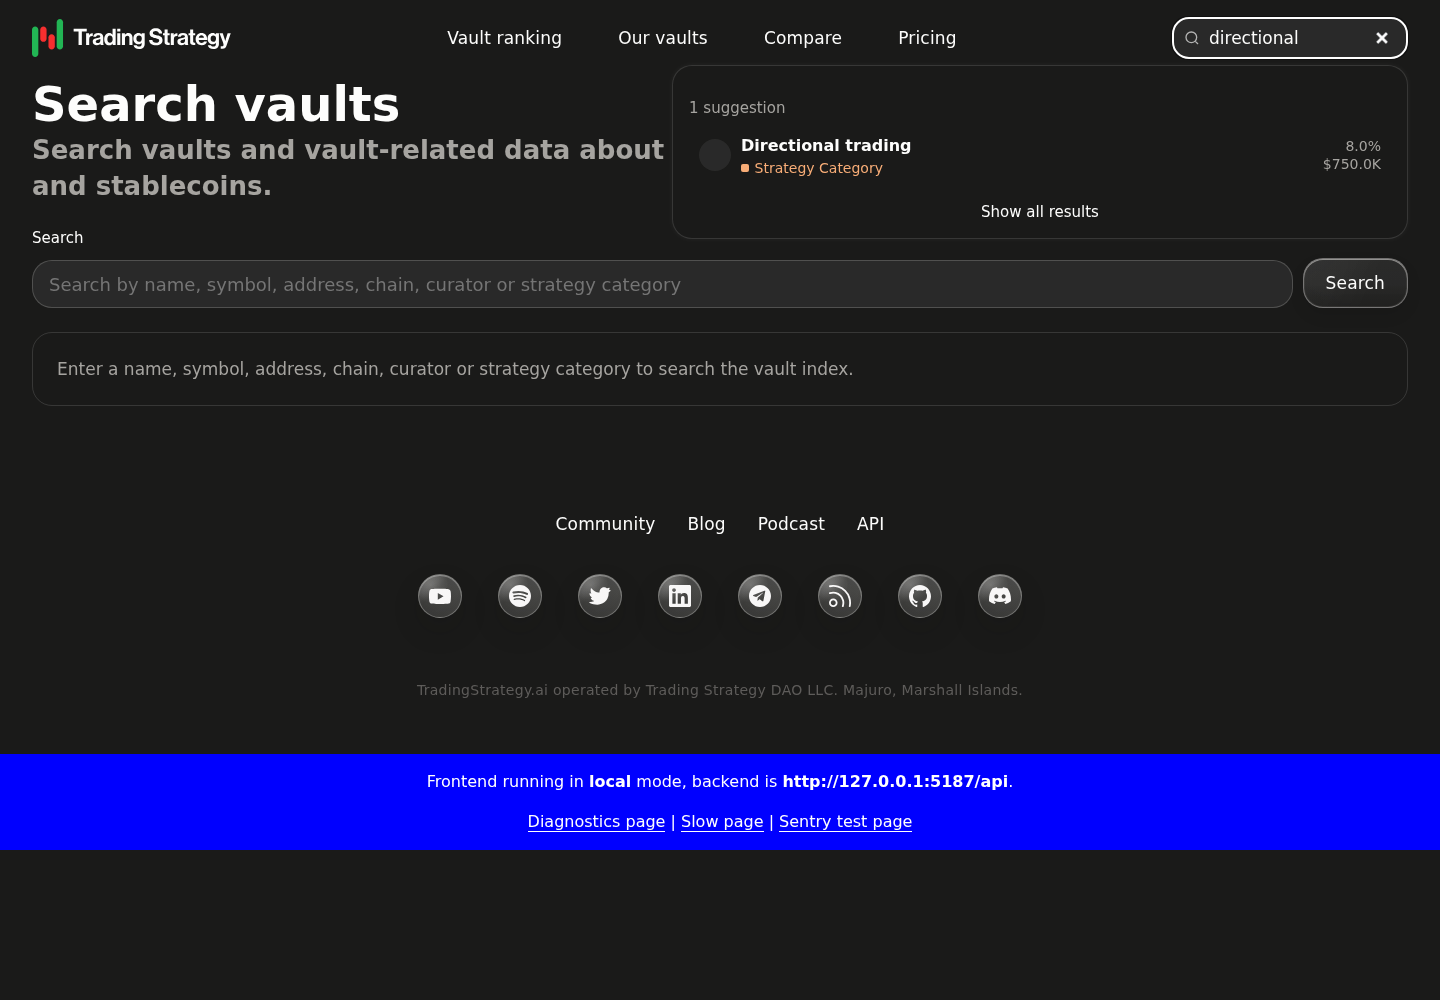 Trading Strategy
Vault ranking
Our vaults
Compare
Pricing
directional
Search vaults
Search vaults and vault-related data about
and stablecoins.
1 suggestion
Directional trading
8.0%
Strategy Category
$750.0K
Show all results
Search
Search by name, symbol, address, chain, curator or strategy category
Search
Enter a name, symbol, address, chain, curator or strategy category to search the vault index.
Community
Blog
Podcast
API
TradingStrategy.ai operated by Trading Strategy DAO LLC. Majuro, Marshall Islands.
Frontend running in local mode, backend is http://127.0.0.1:5187/api.
Diagnostics page | Slow page | Sentry test page